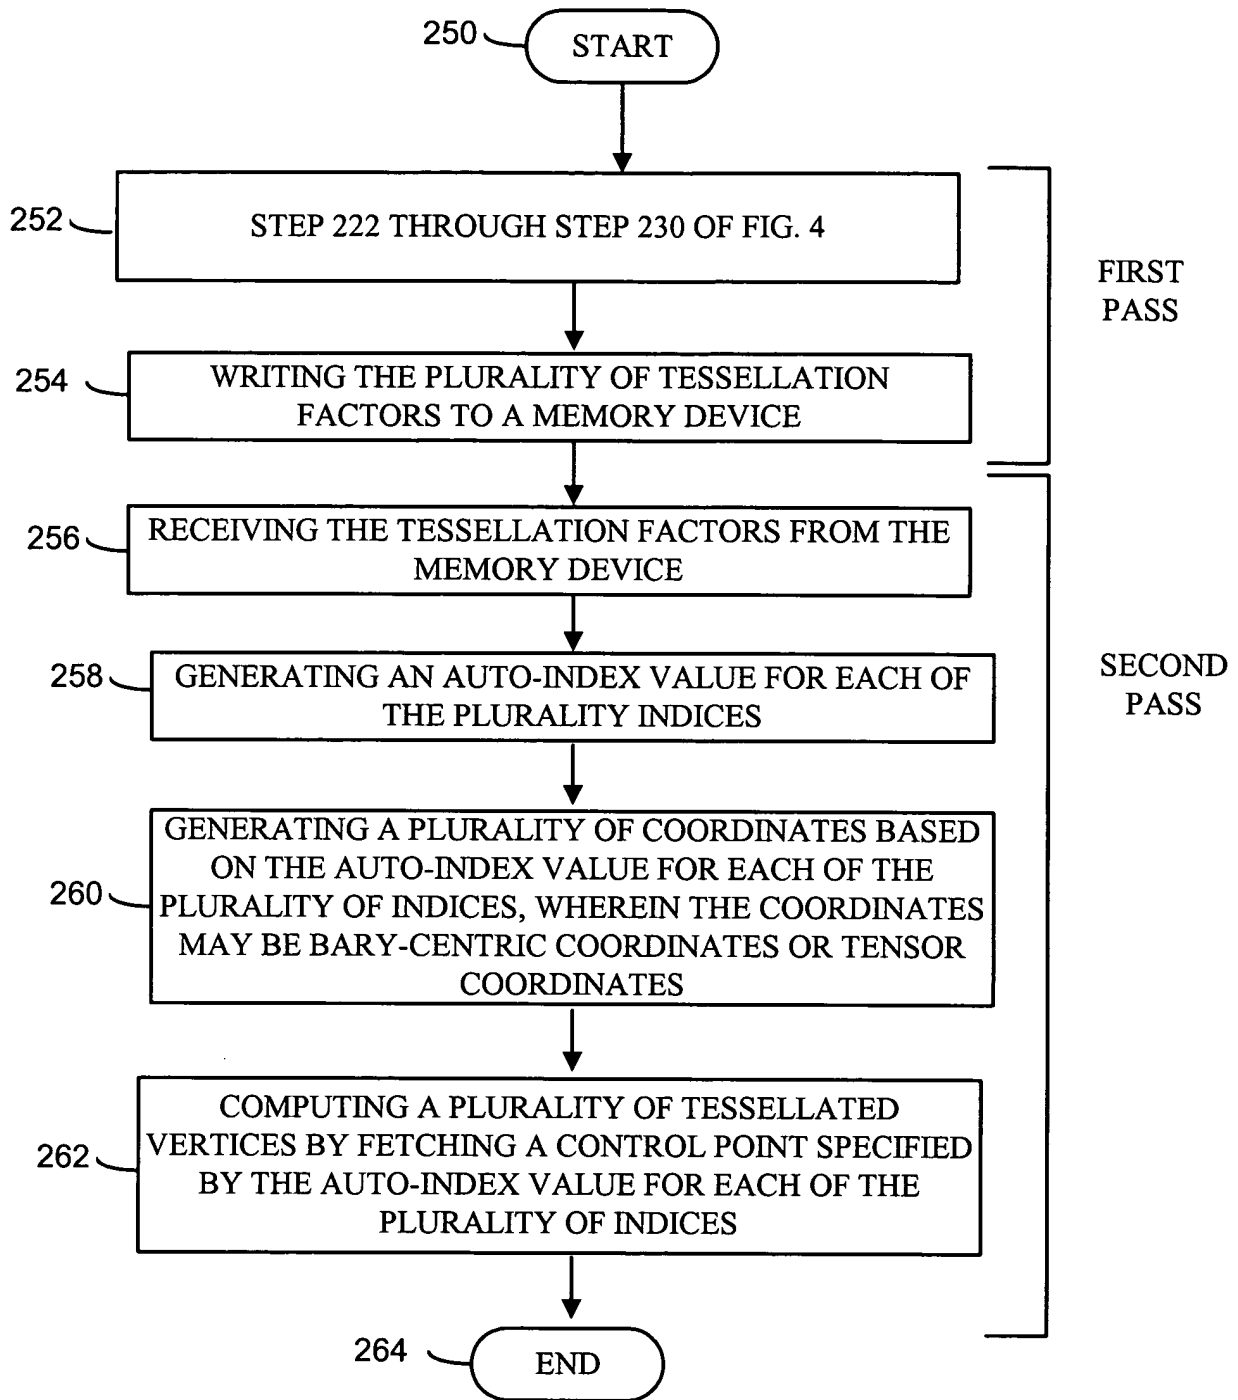 250
START
252
STEP 222 THROUGH STEP 230 OF FIG. 4
FIRST
PASS
254
WRITING THE PLURALITY OF TESSELLATION
FACTORS TO A MEMORY DEVICE
256
RECEIVING THE TESSELLATION FACTORS FROM THE
MEMORY DEVICE
258
GENERATING AN AUTO-INDEX VALUE FOR EACH OF
THE PLURALITY INDICES
SECOND
PASS
260
GENERATING A PLURALITY OF COORDINATES BASED
ON THE AUTO-INDEX VALUE FOR EACH OF THE
PLURALITY OF INDICES, WHEREIN THE COORDINATES
MAY BE BARY-CENTRIC COORDINATES OR TENSOR
COORDINATES
262
COMPUTING A PLURALITY OF TESSELLATED
VERTICES BY FETCHING A CONTROL POINT SPECIFIED
BY THE AUTO-INDEX VALUE FOR EACH OF THE
PLURALITY OF INDICES
264
END